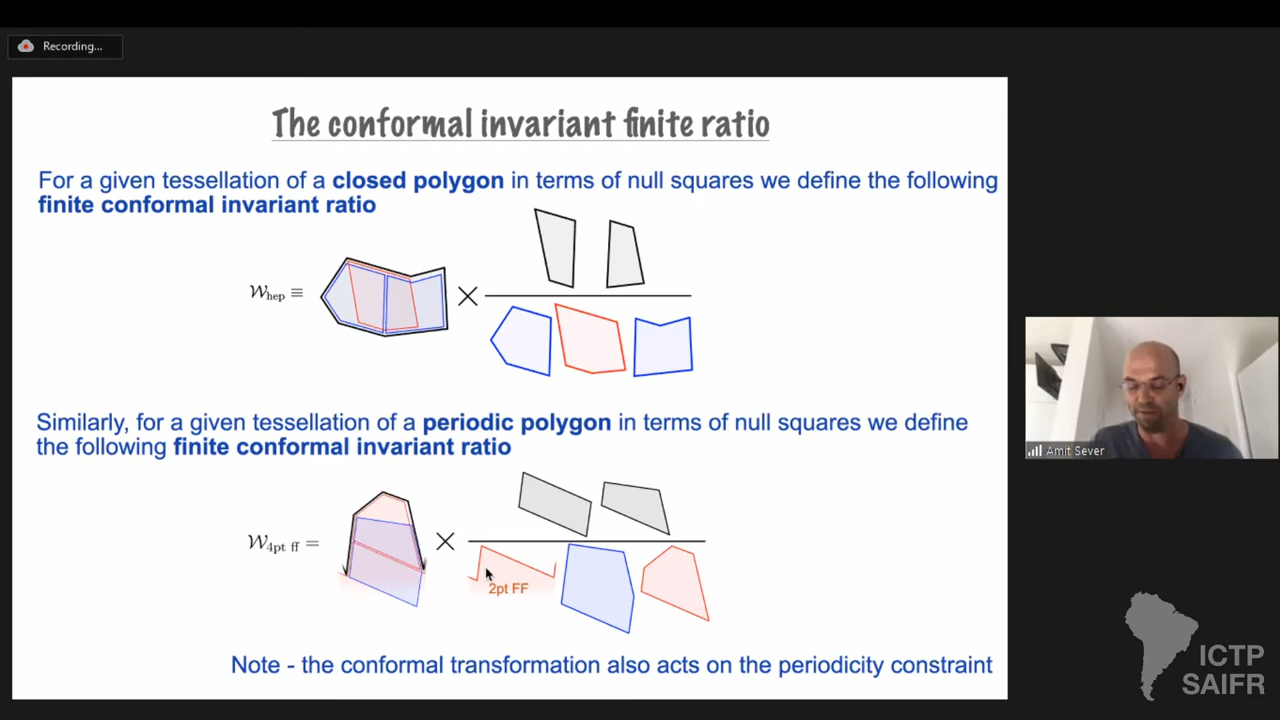 Recording...
The conformal invariant finite ratio
For a given tessellation of a closed polygon in terms of null squares we define the following
finite conformal invariant ratio
𝒲hep ≡
×
Similarly, for a given tessellation of a periodic polygon in terms of null squares we define
the following finite conformal invariant ratio
𝒲4pt ff =
×
2pt FF
Note - the conformal transformation also acts on the periodicity constraint
Amit Sever
ICTP
SAIFR